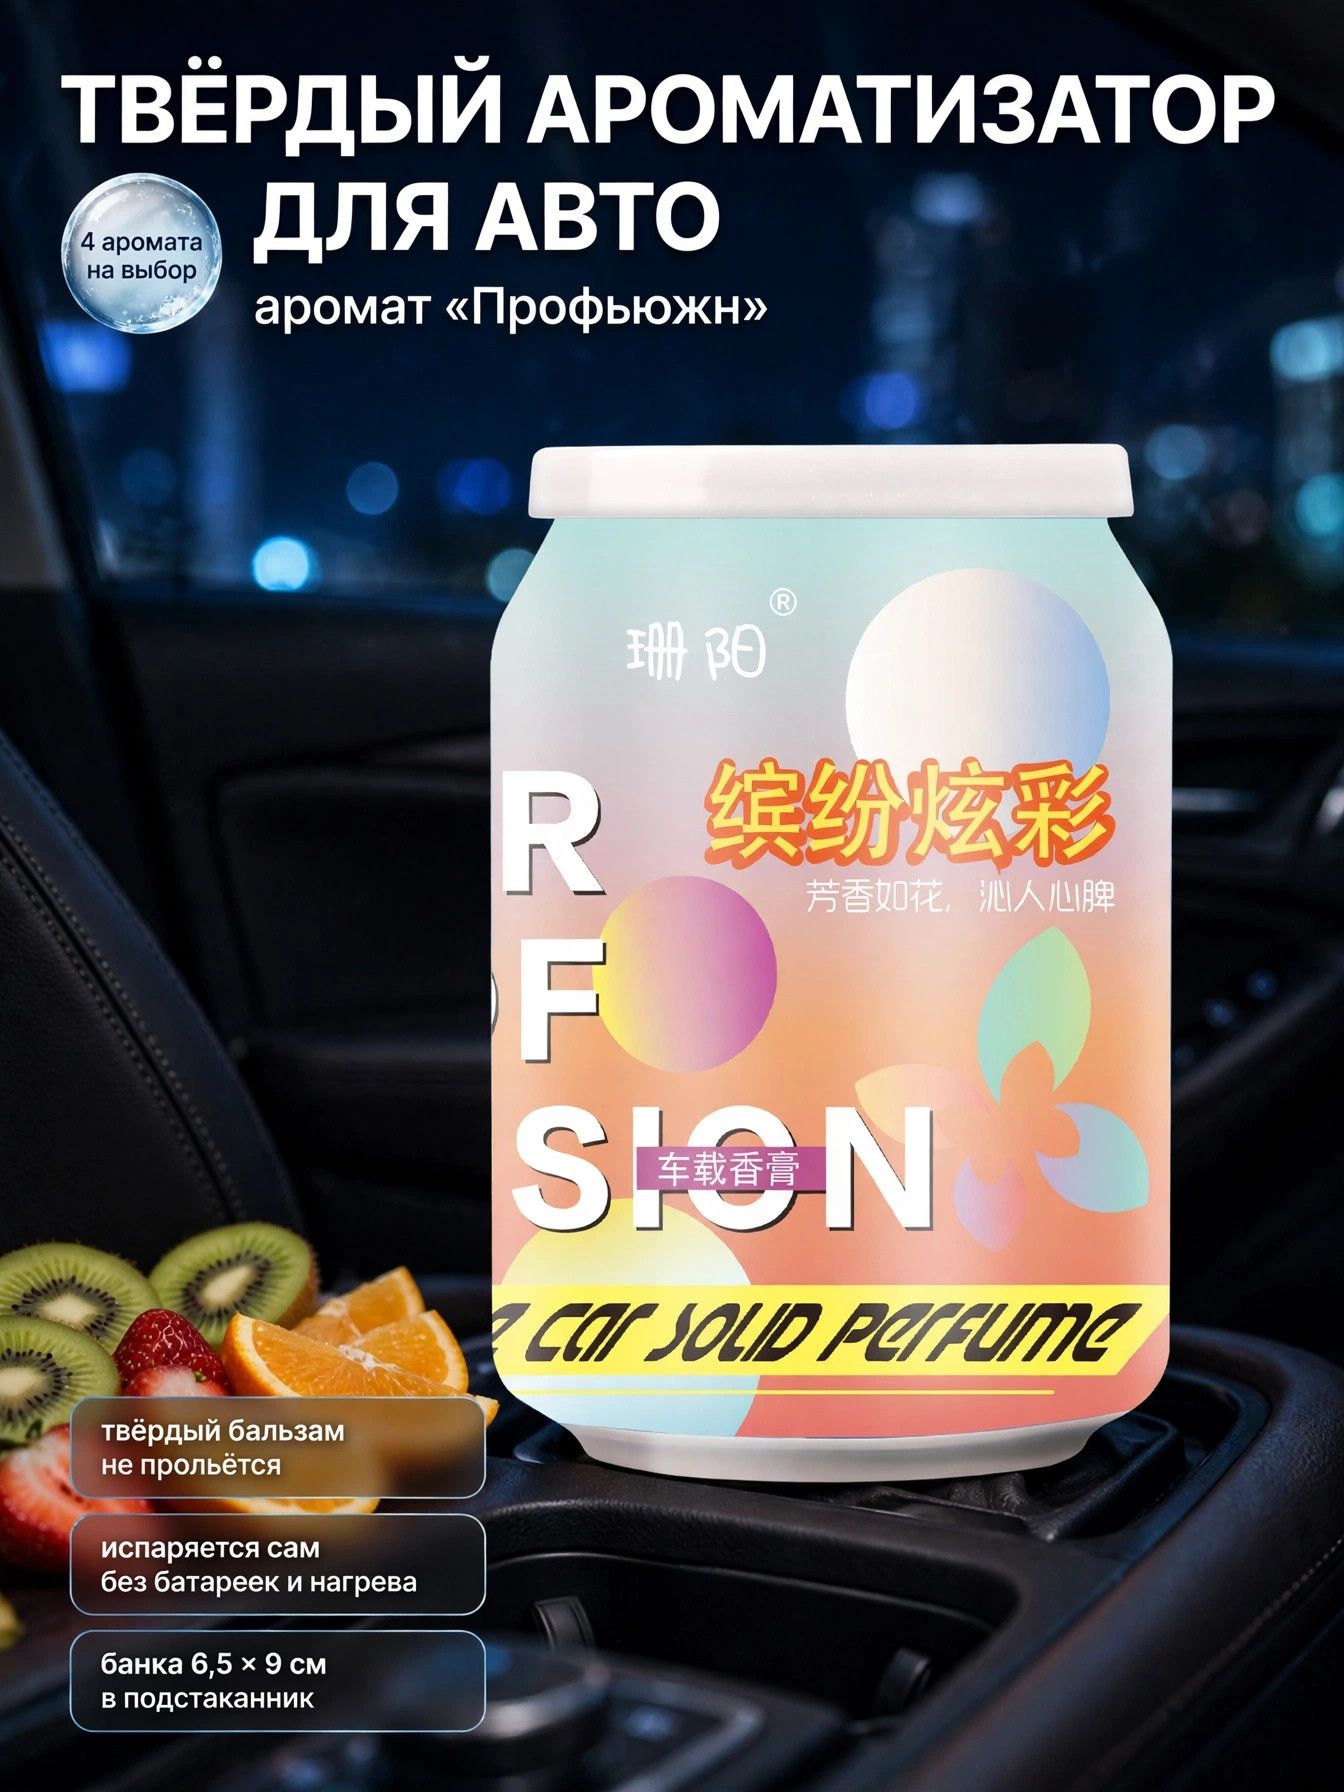 ТВЁРДЫЙ АРОМАТИЗАТОР
ДЛЯ АВТО
4 аромата
на выбор
аромат «Профьюжн»
珊阳®
缤纷炫彩
芳香如花, 沁人心脾
R
F
SION
车载香膏
e car solid perfume
твёрдый бальзам
не прольётся
испаряется сам
без батареек и нагрева
банка 6,5 × 9 см
в подстаканник